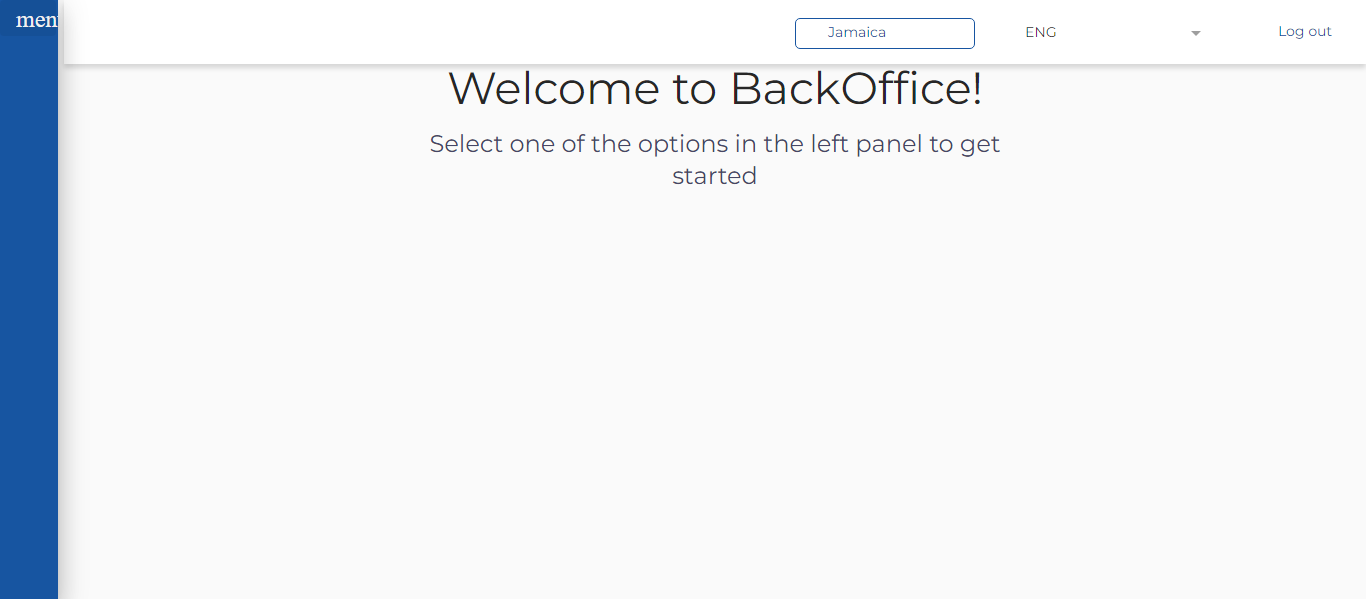 men
Jamaica
ENG
Log out
Welcome to BackOffice!
Select one of the options in the left panel to get
started